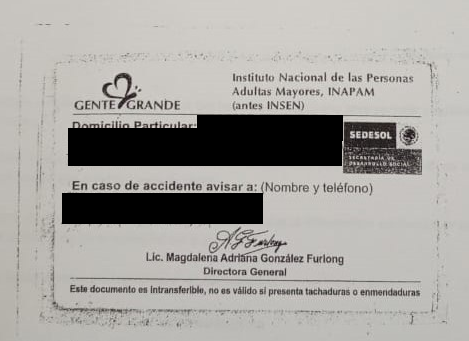 GENTE GRANDE
Instituto Nacional de las Personas
Adultas Mayores, INAPAM
(antes INSEN)
Domicilio Particular:
SEDESOL
SECRETARÍA DE
DESARROLLO SOCIAL
En caso de accidente avisar a: (Nombre y teléfono)
Lic. Magdalena Adriana González Furlong
Directora General
Este documento es intransferible, no es válido si presenta tachaduras o enmendaduras